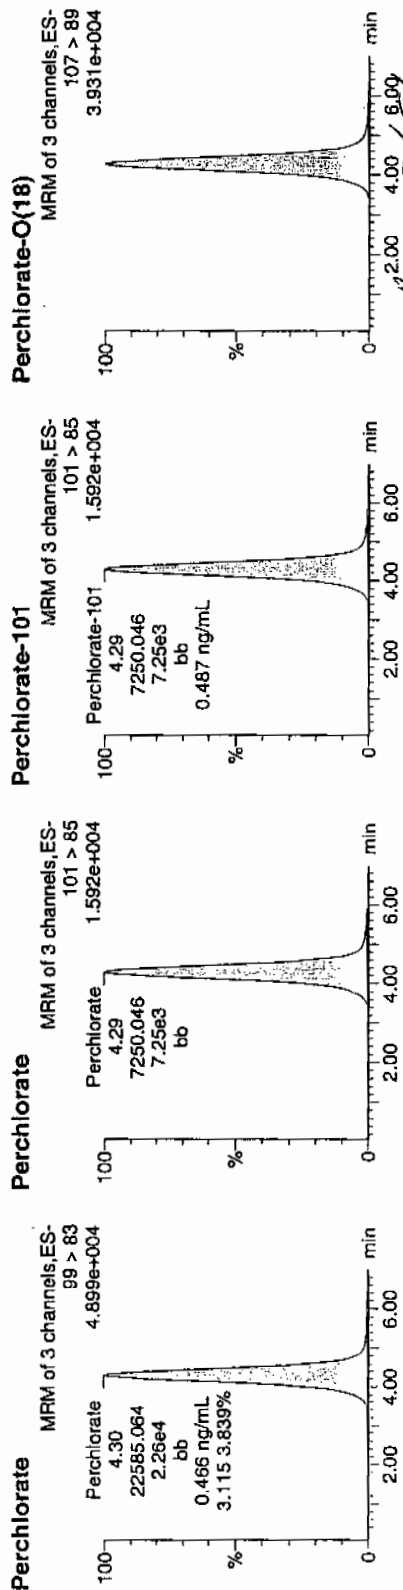 Perchlorate
MRM of 3 channels,ES-
99 > 83
4.899e+004
Perchlorate
4.30
22585.064
2.26e4
bb
0.466 ng/mL
3.115 3.839%
100
%
0
2.00
4.00
6.00
min
Perchlorate
MRM of 3 channels,ES-
101 > 85
1.592e+004
Perchlorate
4.29
7250.046
7.25e3
bb
100
%
0
2.00
4.00
6.00
min
Perchlorate-101
MRM of 3 channels,ES-
101 > 85
1.592e+004
Perchlorate-101
4.29
7250.046
7.25e3
bb
0.487 ng/mL
100
%
0
2.00
4.00
6.00
min
Perchlorate-O(18)
MRM of 3 channels,ES-
107 > 89
3.931e+004
100
%
0
2.00
4.00
6.00
min